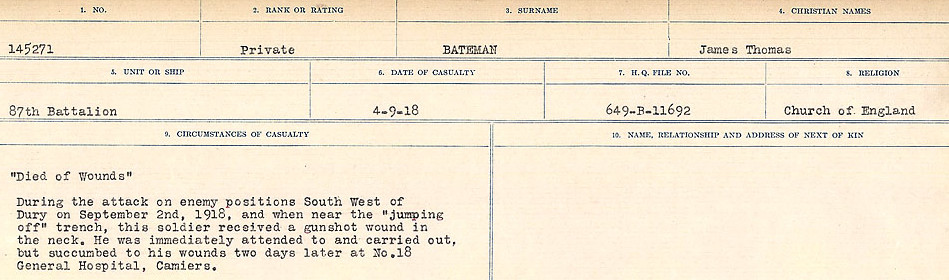 1. NO. 2. RANK OR RATING 3. SURNAME 4. CHRISTIAN NAMES
145271 Private BATEMAN James Thomas
5. UNIT OR SHIP 6. DATE OF CASUALTY 7. H.Q. FILE NO. 8. RELIGION
87th Battalion 4-9-18 649-B-11692 Church of England
9. CIRCUMSTANCES OF CASUALTY 10. NAME, RELATIONSHIP AND ADDRESS OF NEXT OF KIN
"Died of Wounds"
During the attack on enemy positions South West of
Dury on September 2nd, 1918, and when near the "jumping
off" trench, this soldier received a gunshot wound in
the neck. He was immediately attended to and carried out,
but succumbed to his wounds two days later at No.18
General Hospital, Camiers.